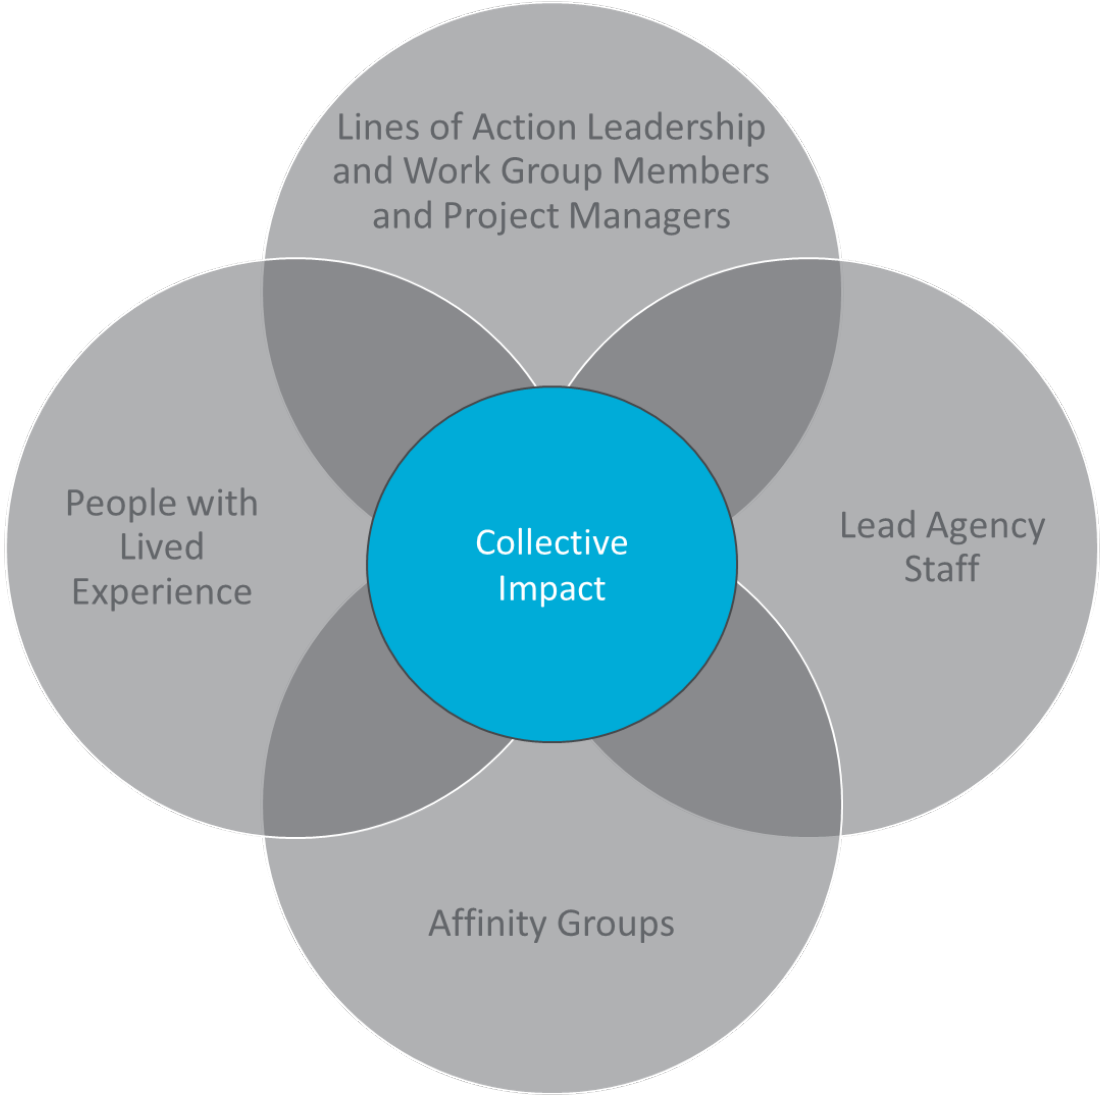 Lines of Action Leadership
and Work Group Members
and Project Managers
People with
Lived
Experience
Collective
Impact
Lead Agency
Staff
Affinity Groups